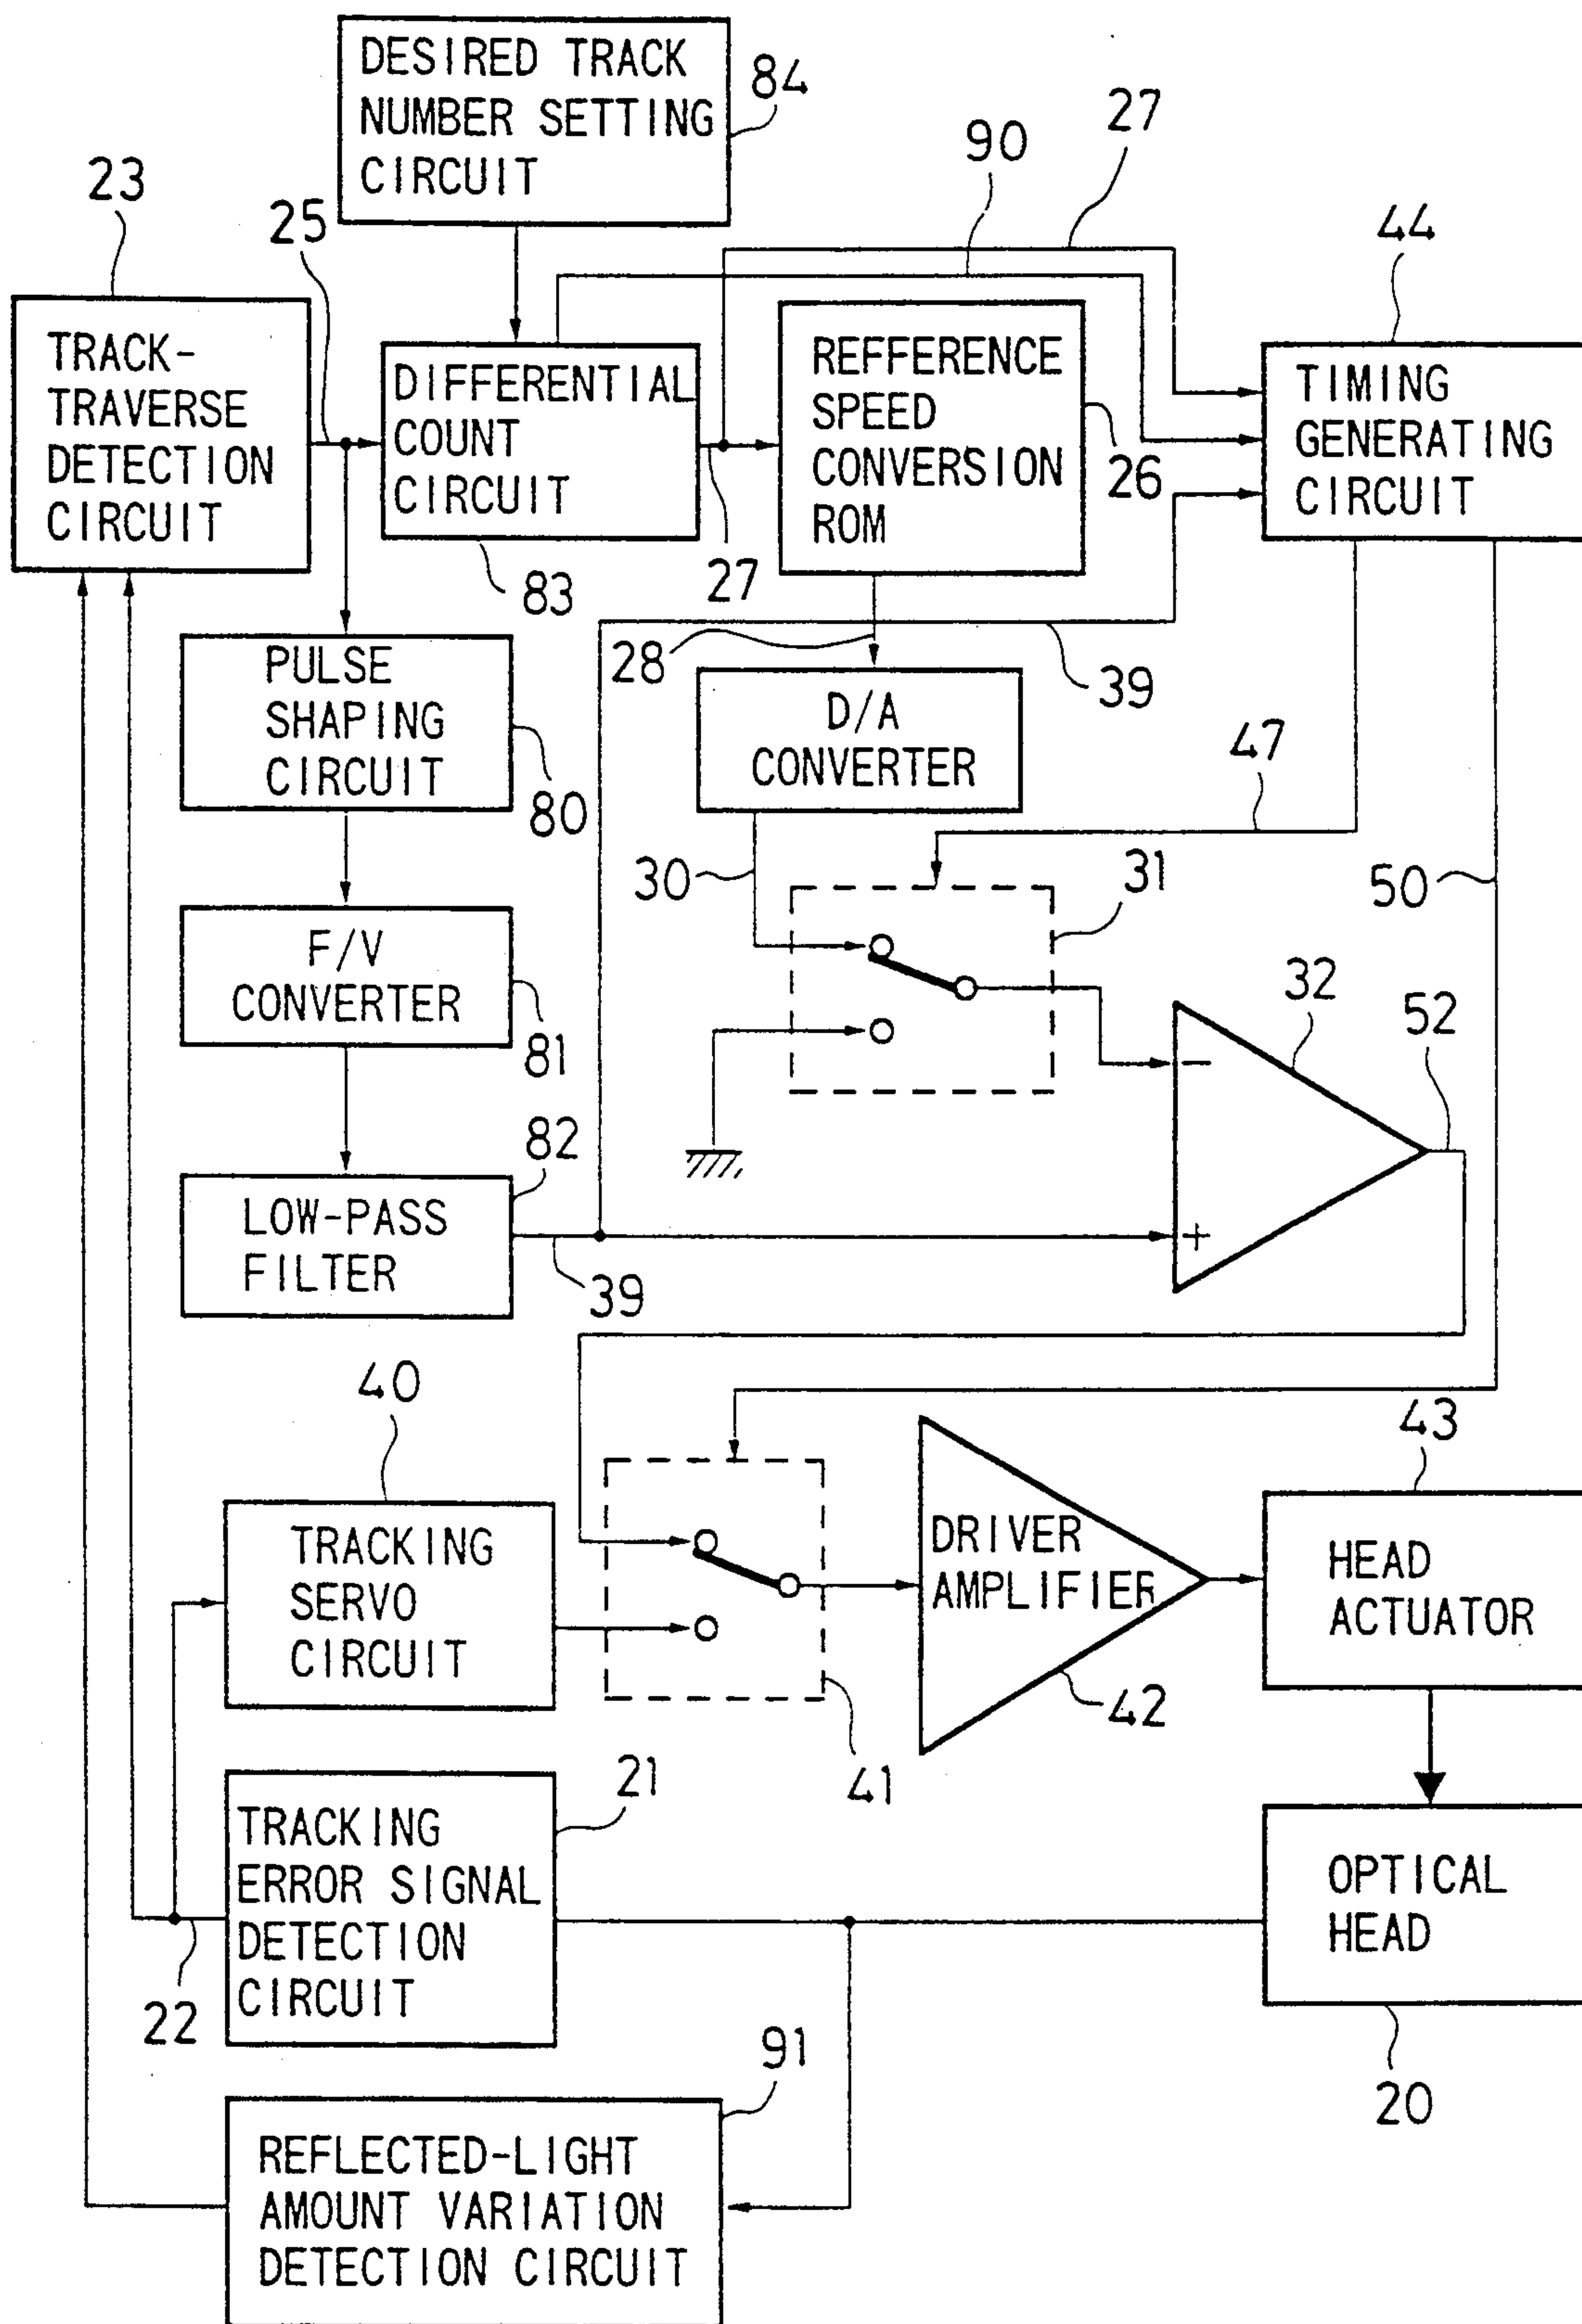 DESIRED TRACK
NUMBER SETTING
CIRCUIT
84
27
90
23
25
44
TRACK-
TRAVERSE
DETECTION
CIRCUIT
DIFFERENTIAL
COUNT
CIRCUIT
REFFERENCE
SPEED
CONVERSION
ROM
26
TIMING
GENERATING
CIRCUIT
83
27
PULSE
SHAPING
CIRCUIT
80
28
39
D/A
CONVERTER
47
30
31
50
F/V
CONVERTER
81
32
52
−
82
LOW-PASS
FILTER
+
39
40
43
TRACKING
SERVO
CIRCUIT
DRIVER
AMPLIFIER
HEAD
ACTUATOR
42
41
21
TRACKING
ERROR SIGNAL
DETECTION
CIRCUIT
OPTICAL
HEAD
22
91
20
REFLECTED-LIGHT
AMOUNT VARIATION
DETECTION CIRCUIT